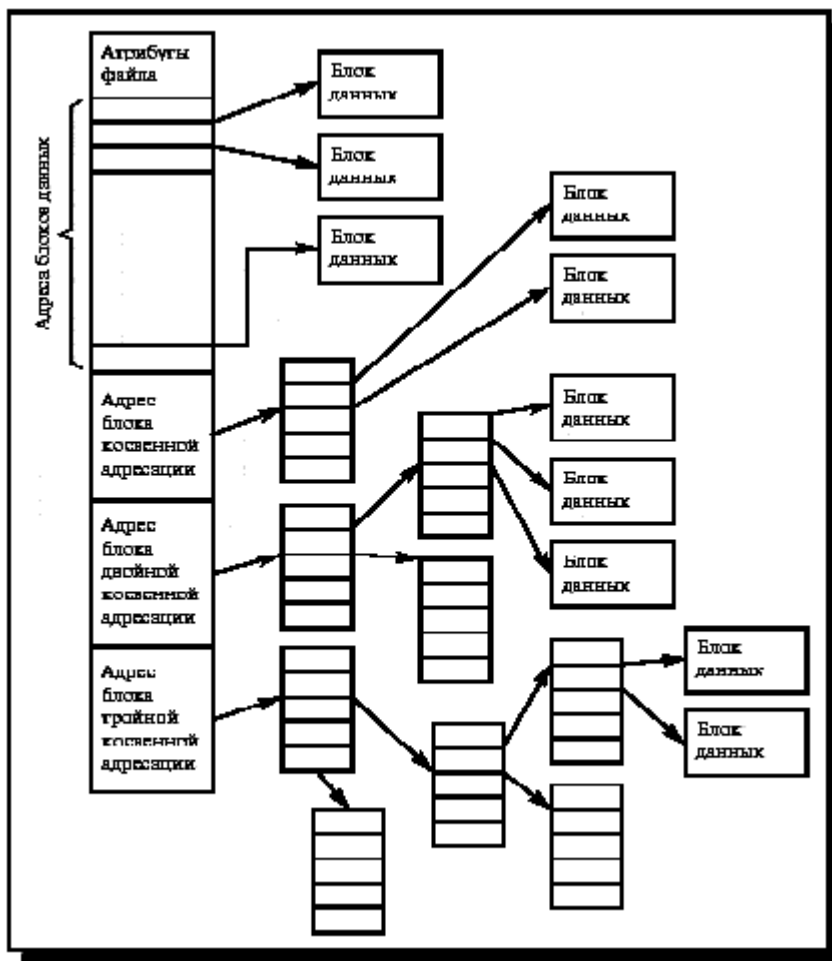 Атрибуты
файла
Блок
данных
Блок
данных
Блок
данных
Адреса блоков данных
Блок
данных
Блок
данных
Адрес
блока
косвенной
адресации
Блок
данных
Блок
данных
Блок
данных
Адрес
блока
двойной
косвенной
адресации
Адрес
блока
тройной
косвенной
адресации
Блок
данных
Блок
данных